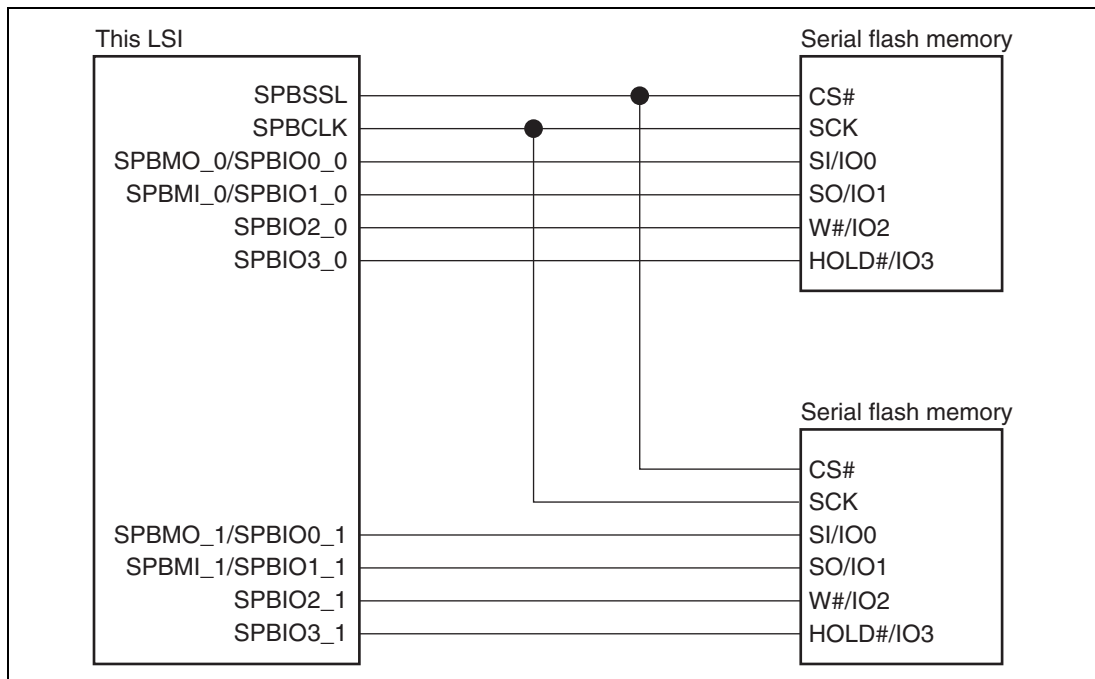 This LSI
SPBSSL
SPBCLK
SPBMO_0/SPBIO0_0
SPBMI_0/SPBIO1_0
SPBIO2_0
SPBIO3_0
SPBMO_1/SPBIO0_1
SPBMI_1/SPBIO1_1
SPBIO2_1
SPBIO3_1
Serial flash memory
CS#
SCK
SI/IO0
SO/IO1
W#/IO2
HOLD#/IO3
Serial flash memory
CS#
SCK
SI/IO0
SO/IO1
W#/IO2
HOLD#/IO3